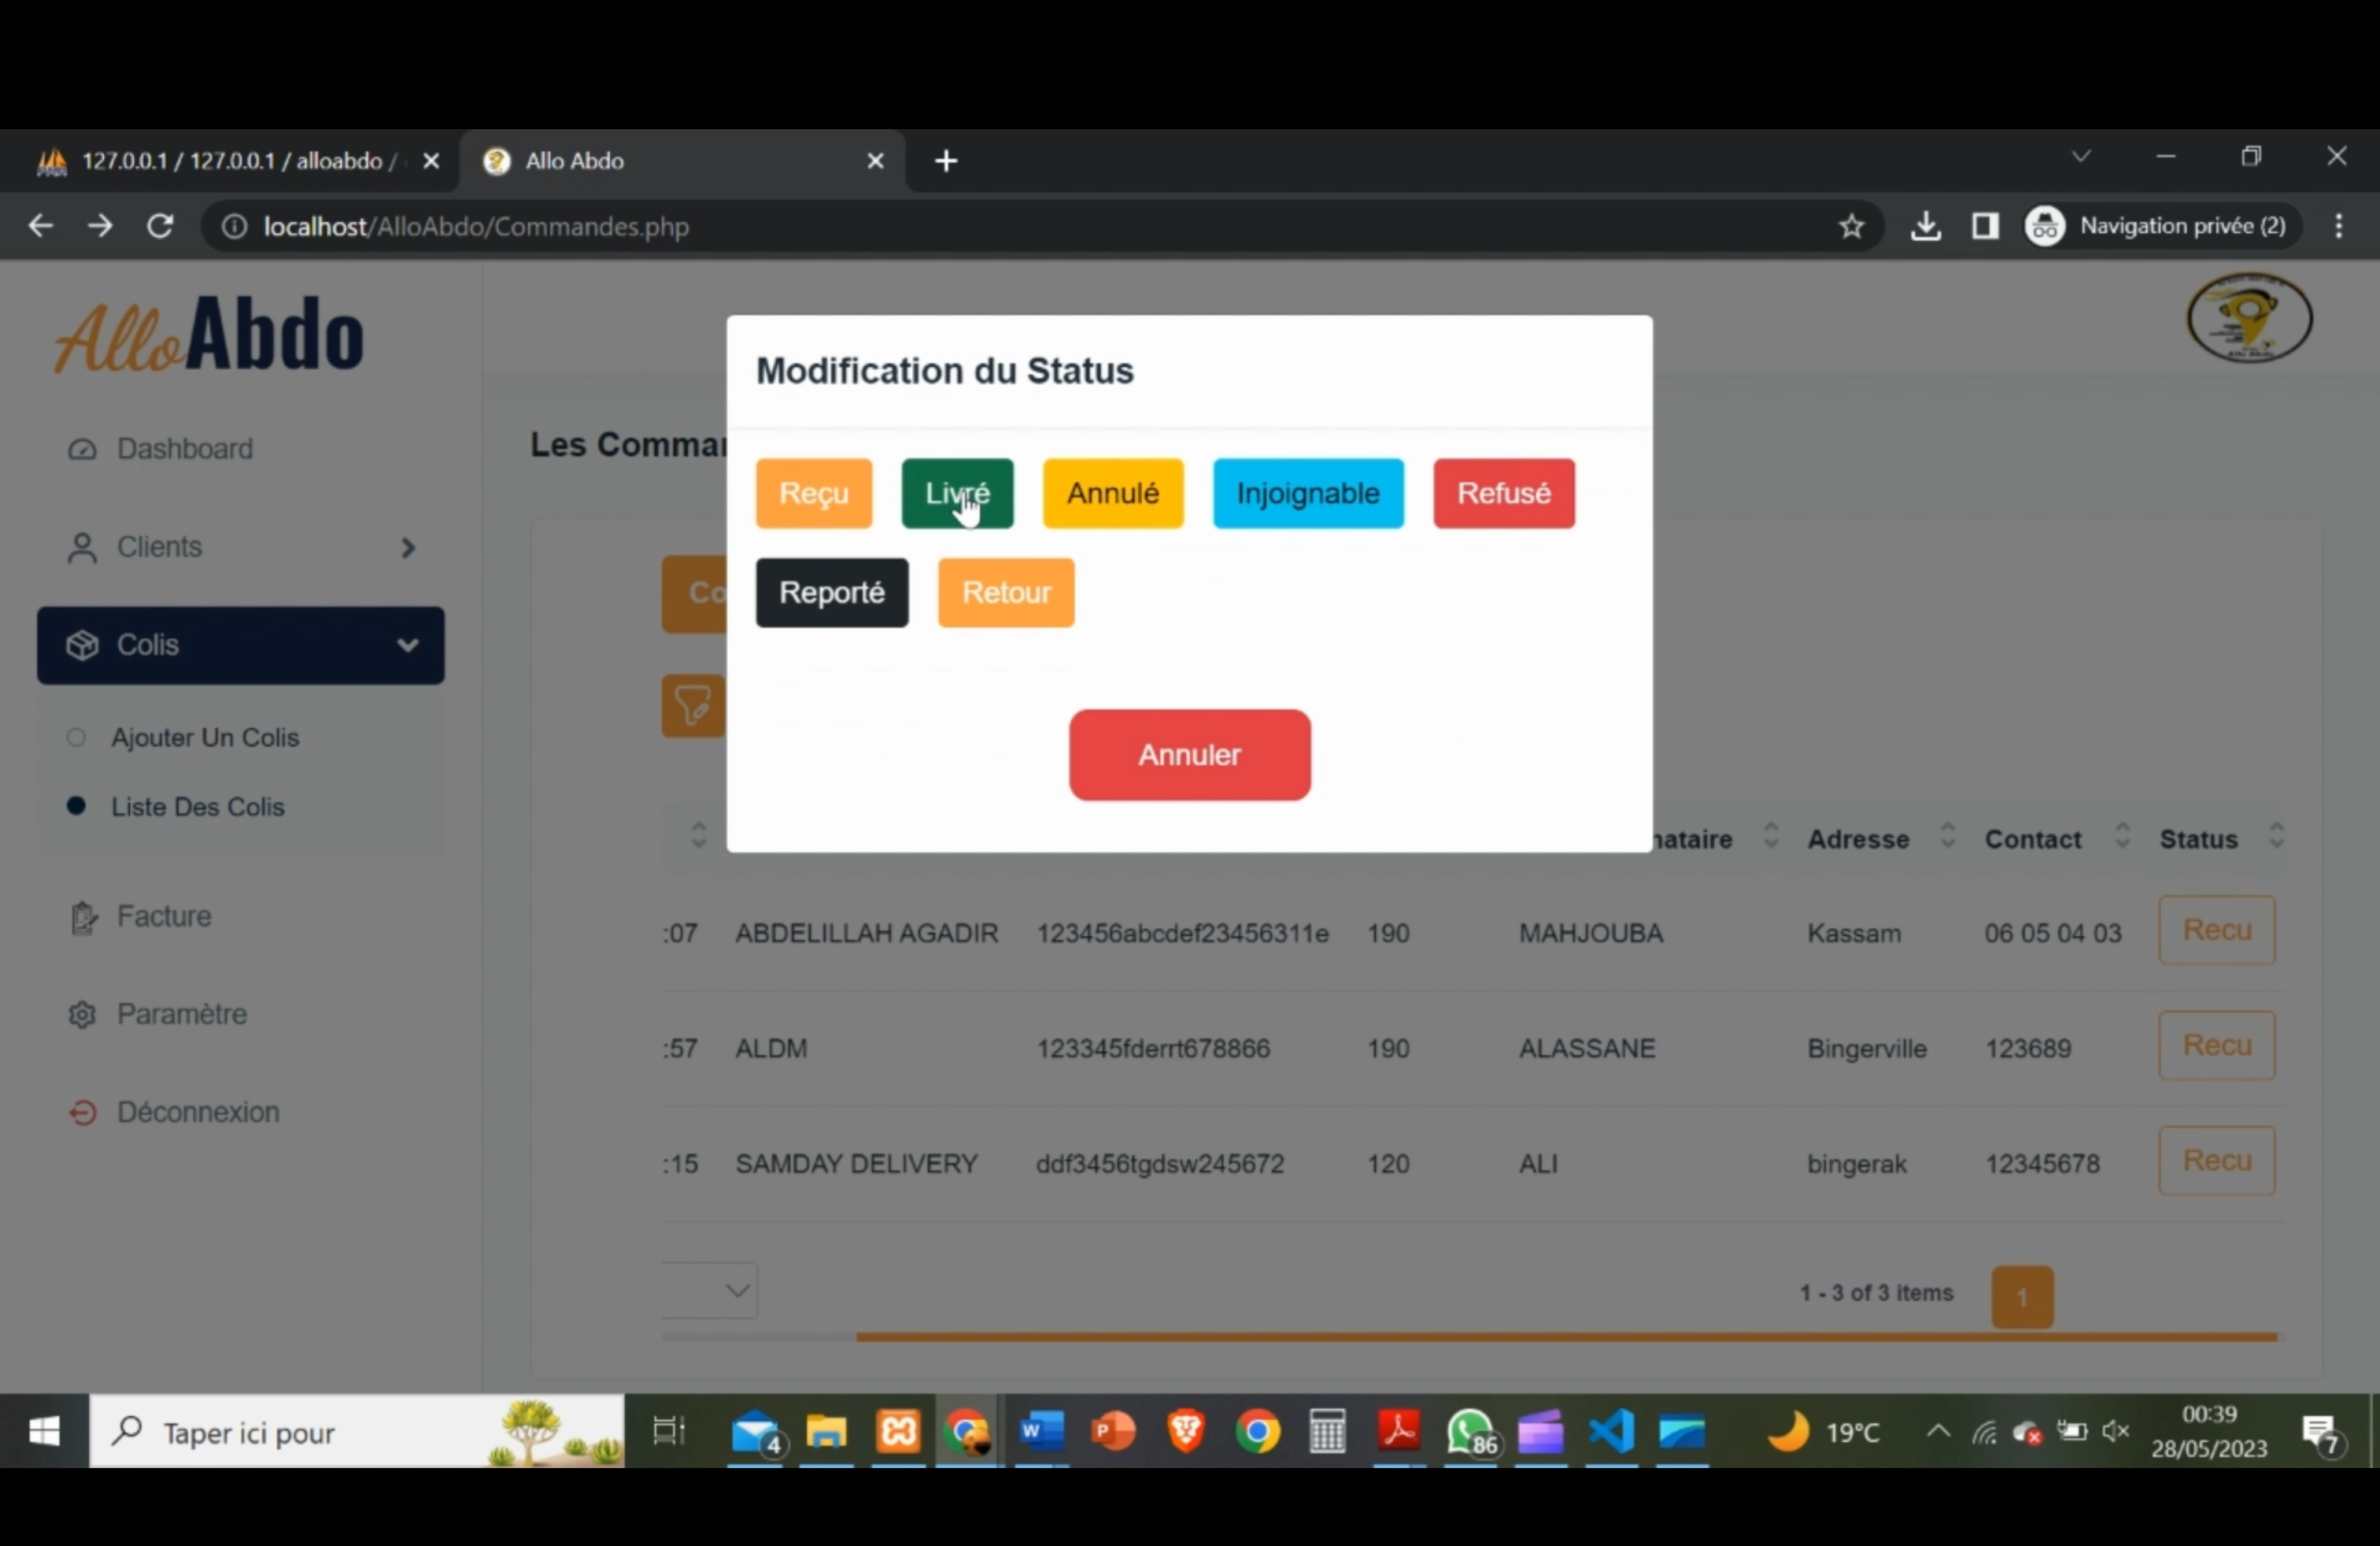 127.0.0.1 / 127.0.0.1 / alloabdo /
Allo Abdo
localhost/AlloAbdo/Commandes.php
Navigation privée (2)
AlloAbdo
Dashboard
Clients
Colis
Ajouter Un Colis
Liste Des Colis
Facture
Paramètre
Déconnexion
Les Comma
Co
Modification du Status
Reçu Livré Annulé Injoignable Refusé
Reporté Retour
Annuler
nataire Adresse Contact Status
:07 ABDELILLAH AGADIR 123456abcdef23456311e 190 MAHJOUBA Kassam 06 05 04 03 Recu
:57 ALDM 123345fderrt678866 190 ALASSANE Bingerville 123689 Recu
:15 SAMDAY DELIVERY ddf3456tgdsw245672 120 ALI bingerak 12345678 Recu
1 - 3 of 3 items 1
Taper ici pour
4
86
19°C
00:39
28/05/2023
7